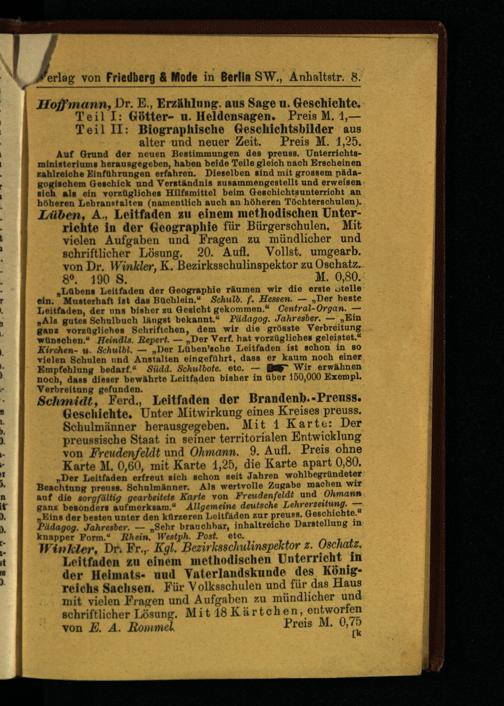 Verlag von Friedberg & Mode in Berlin SW., Anhaltstr. 8.
Hoffmann, Dr. E., Erzählung. aus Sage u. Geschichte.
Teil I: Götter- u. Heldensagen. Preis M. 1,—
Teil II: Biographische Geschichtsbilder aus
alter und neuer Zeit. Preis M. 1,25.
Auf Grund der neuen Bestimmungen des preuss. Unterrichts-
ministeriums herausgegeben, haben beide Teile gleich nach Erscheinen
zahlreiche Einführungen erfahren. Dieselben sind mit grossem päda-
gogischem Geschick und Verständnis zusammengestellt und erweisen
sich als ein vorzügliches Hilfsmittel beim Geschichtsunterricht an
höheren Lehranstalten (namentlich auch an höheren Töchterschulen).
Lüben, A., Leitfaden zu einem methodischen Unter-
richte in der Geographie für Bürgerschulen. Mit
vielen Aufgaben und Fragen zu mündlicher und
schriftlicher Lösung. 20. Aufl. Vollst. umgearb.
von Dr. Winkler, K. Bezirksschulinspektor zu Oschatz.
8°. 190 S. M. 0,80.
„Lübens Leitfaden der Geographie räumen wir die erste Stelle
ein. Musterhaft ist das Büchlein.“ Schulb. f. Hessen. — „Der beste
Leitfaden, der uns bisher zu Gesicht gekommen.“ Central-Organ. —
„Als gutes Schulbuch längst bekannt.“ Pädagog. Jahresber. — „Ein
ganz vorzügliches Schriftchen, dem wir die grösste Verbreitung
wünschen.“ Heindls. Repert. — „Der Verf. hat vorzügliches geleistet.“
Kirchen- u. Schulbl. — „Der Lüben'sche Leitfaden ist schon in so
vielen Schulen und Anstalten eingeführt, dass er kaum noch einer
Empfehlung bedarf.“ Südd. Schulbote. etc. — ☛ Wir erwähnen
noch, dass dieser bewährte Leitfaden bisher in über 150,000 Exempl.
Verbreitung gefunden.
Schmidt, Ferd., Leitfaden der Brandenb.-Preuss.
Geschichte. Unter Mitwirkung eines Kreises preuss.
Schulmänner herausgegeben. Mit 1 Karte: Der
preussische Staat in seiner territorialen Entwicklung
von Freudenfeldt und Ohmann. 9. Aufl. Preis ohne
Karte M. 0,60, mit Karte 1,25, die Karte apart 0,80.
„Der Leitfaden erfreut sich schon seit Jahren wohlbegründeter
Beachtung preuss. Schulmänner. Als wertvolle Zugabe machen wir
auf die sorgfältig gearbeitete Karte von Freudenfeldt und Ohmann
ganz besonders aufmerksam.“ Allgemeine deutsche Lehrerzeitung. —
„Eine der besten unter den kürzeren Leitfäden zur preuss. Geschichte.“
Pädagog. Jahresber. — „Sehr brauchbar, inhaltreiche Darstellung in
knapper Form.“ Rhein. Westph. Post. etc.
Winkler, Dr. Fr., Kgl. Bezirksschulinspektor z. Oschatz.
Leitfaden zu einem methodischen Unterricht in
der Heimats- und Vaterlandskunde des König-
reichs Sachsen. Für Volksschulen und für das Haus
mit vielen Fragen und Aufgaben zu mündlicher und
schriftlicher Lösung. Mit 18 Kärtchen, entworfen
von E. A. Rommel. Preis M. 0,75
[k